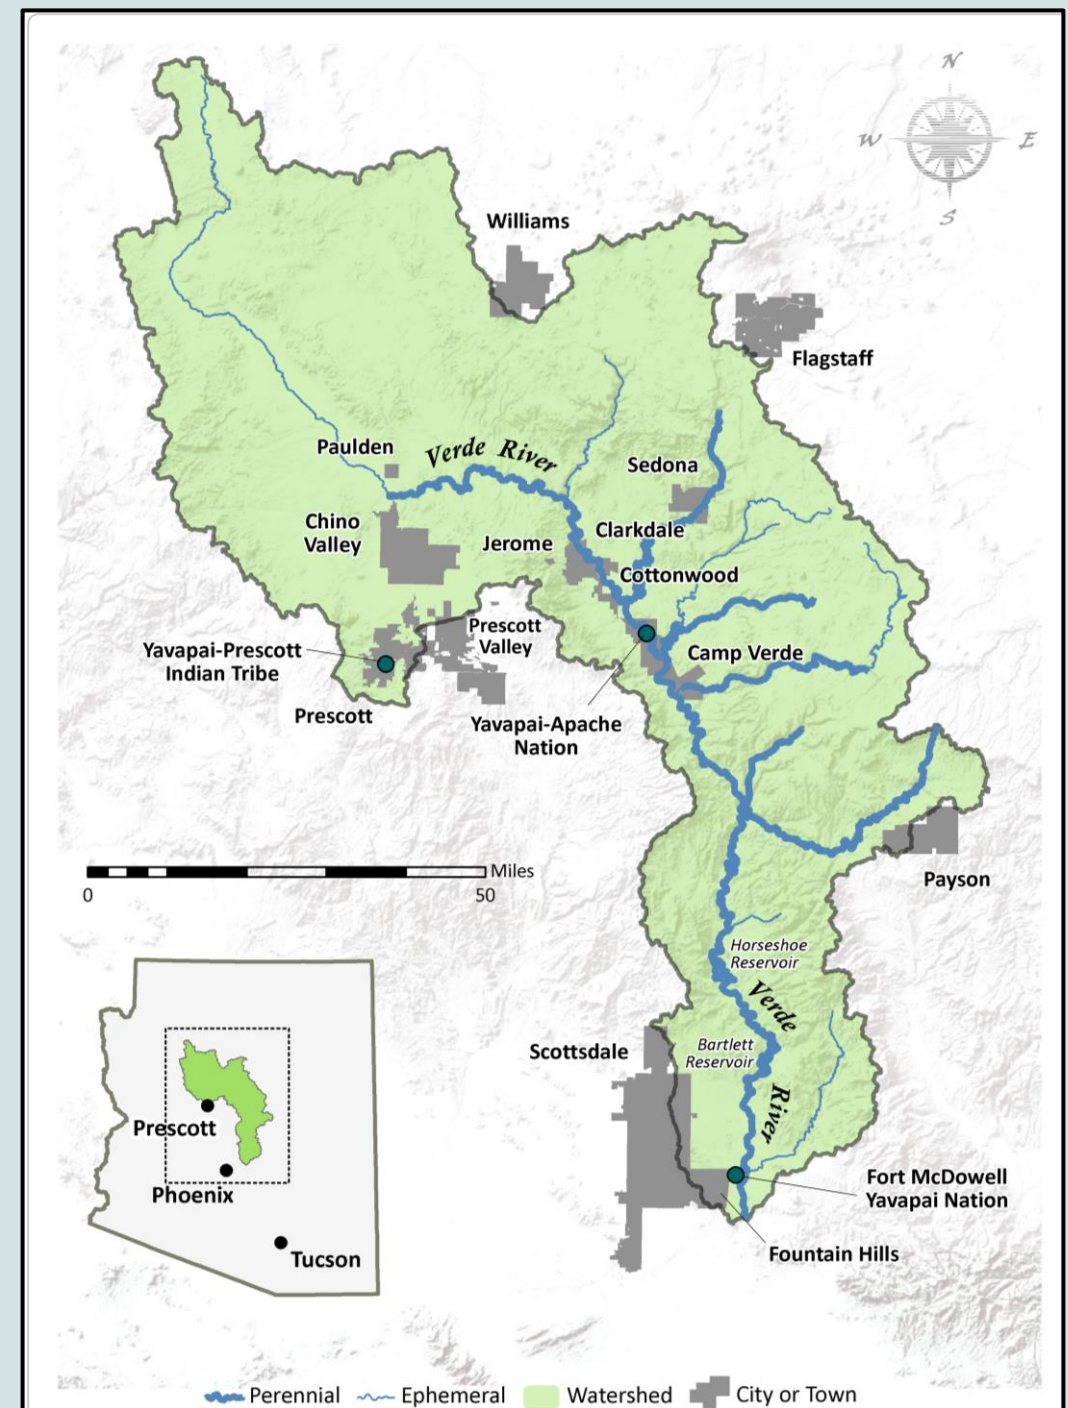 N
W
E
S
Williams
Flagstaff
Paulden
Verde River
Sedona
Chino
Valley
Jerome
Clarkdale
Cottonwood
Prescott
Valley
Yavapai-Prescott
Indian Tribe
Camp Verde
Prescott
Yavapai-Apache
Nation
Miles
0
50
Payson
Horseshoe
Reservoir
Verde
River
Scottsdale
Bartlett
Reservoir
Prescott
Phoenix
Tucson
Fort McDowell
Yavapai Nation
Fountain Hills
Perennial Ephemeral Watershed City or Town